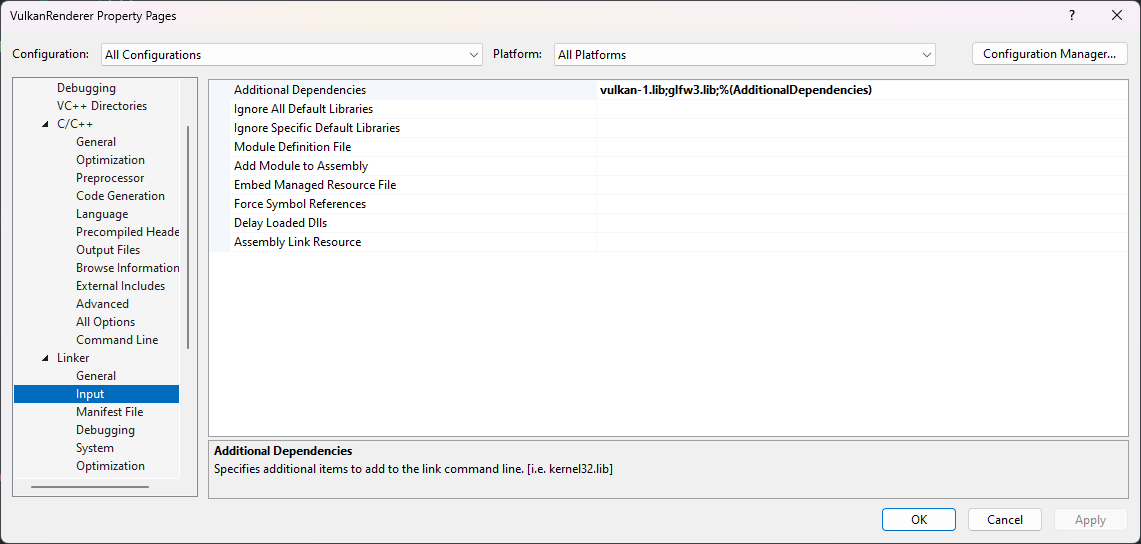 VulkanRenderer Property Pages
?
Configuration: All Configurations Platform: All Platforms Configuration Manager...
Debugging
VC++ Directories
C/C++
General
Optimization
Preprocessor
Code Generation
Language
Precompiled Heade
Output Files
Browse Information
External Includes
Advanced
All Options
Command Line
Linker
General
Input
Manifest File
Debugging
System
Optimization
Additional Dependencies vulkan-1.lib;glfw3.lib;%(AdditionalDependencies)
Ignore All Default Libraries
Ignore Specific Default Libraries
Module Definition File
Add Module to Assembly
Embed Managed Resource File
Force Symbol References
Delay Loaded Dlls
Assembly Link Resource
Additional Dependencies
Specifies additional items to add to the link command line. [i.e. kernel32.lib]
OK Cancel Apply